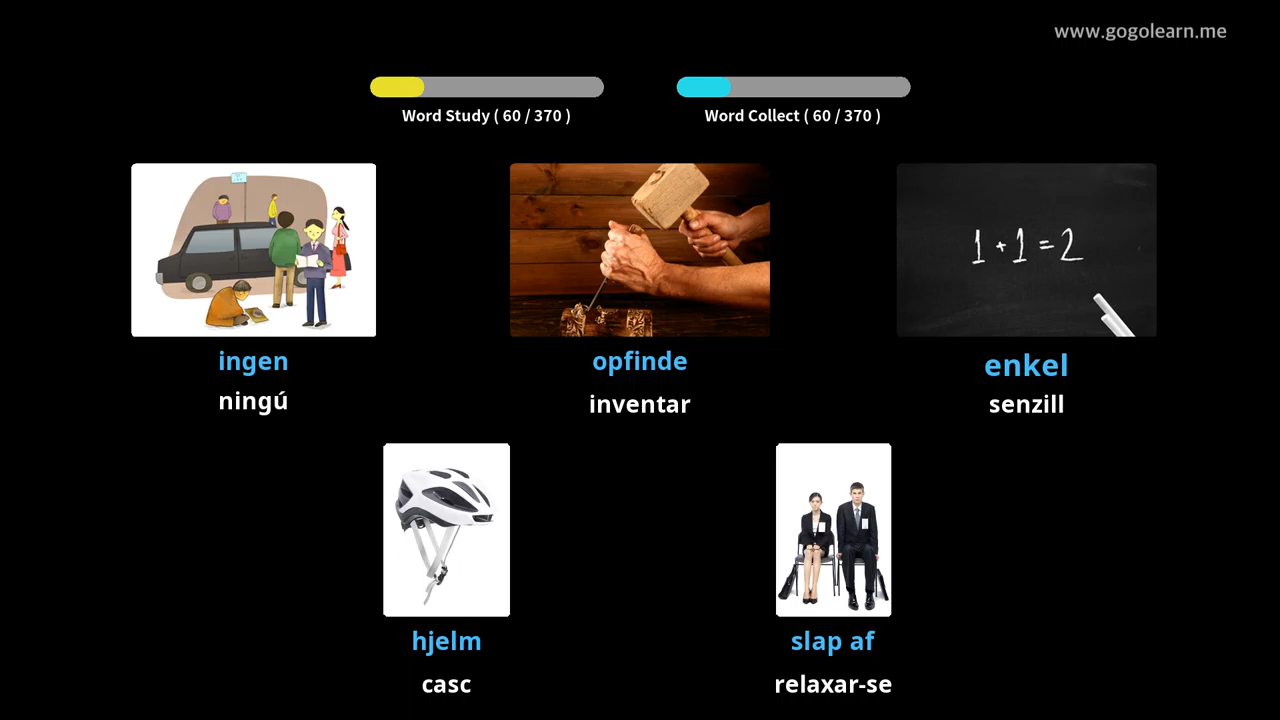 www.gogolearn.me
Word Study ( 60 / 370 )
Word Collect ( 60 / 370 )
1 + 1 = 2
ingen
ningú
opfinde
inventar
enkel
senzill
hjelm
casc
slap af
relaxar-se